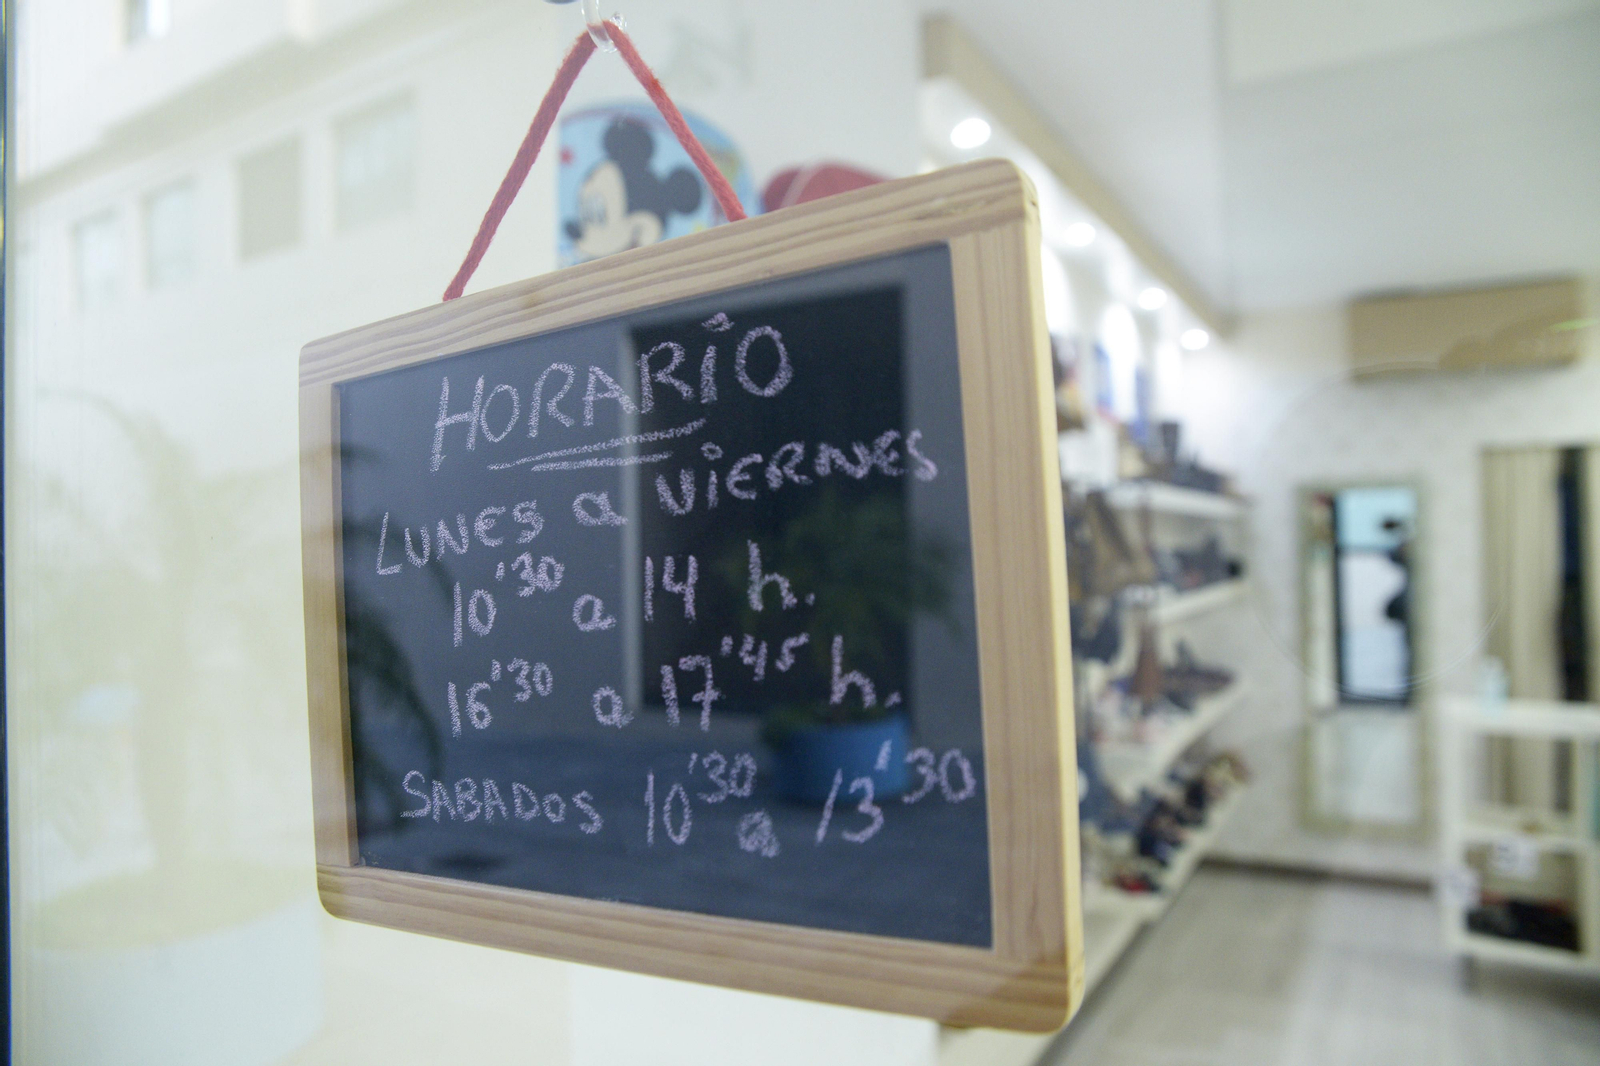 HORARIO
LUNES a VIERNES
10'30 a 14 h.
16'30 a 17'45 h.
SABADOS 10'30 a 13'30